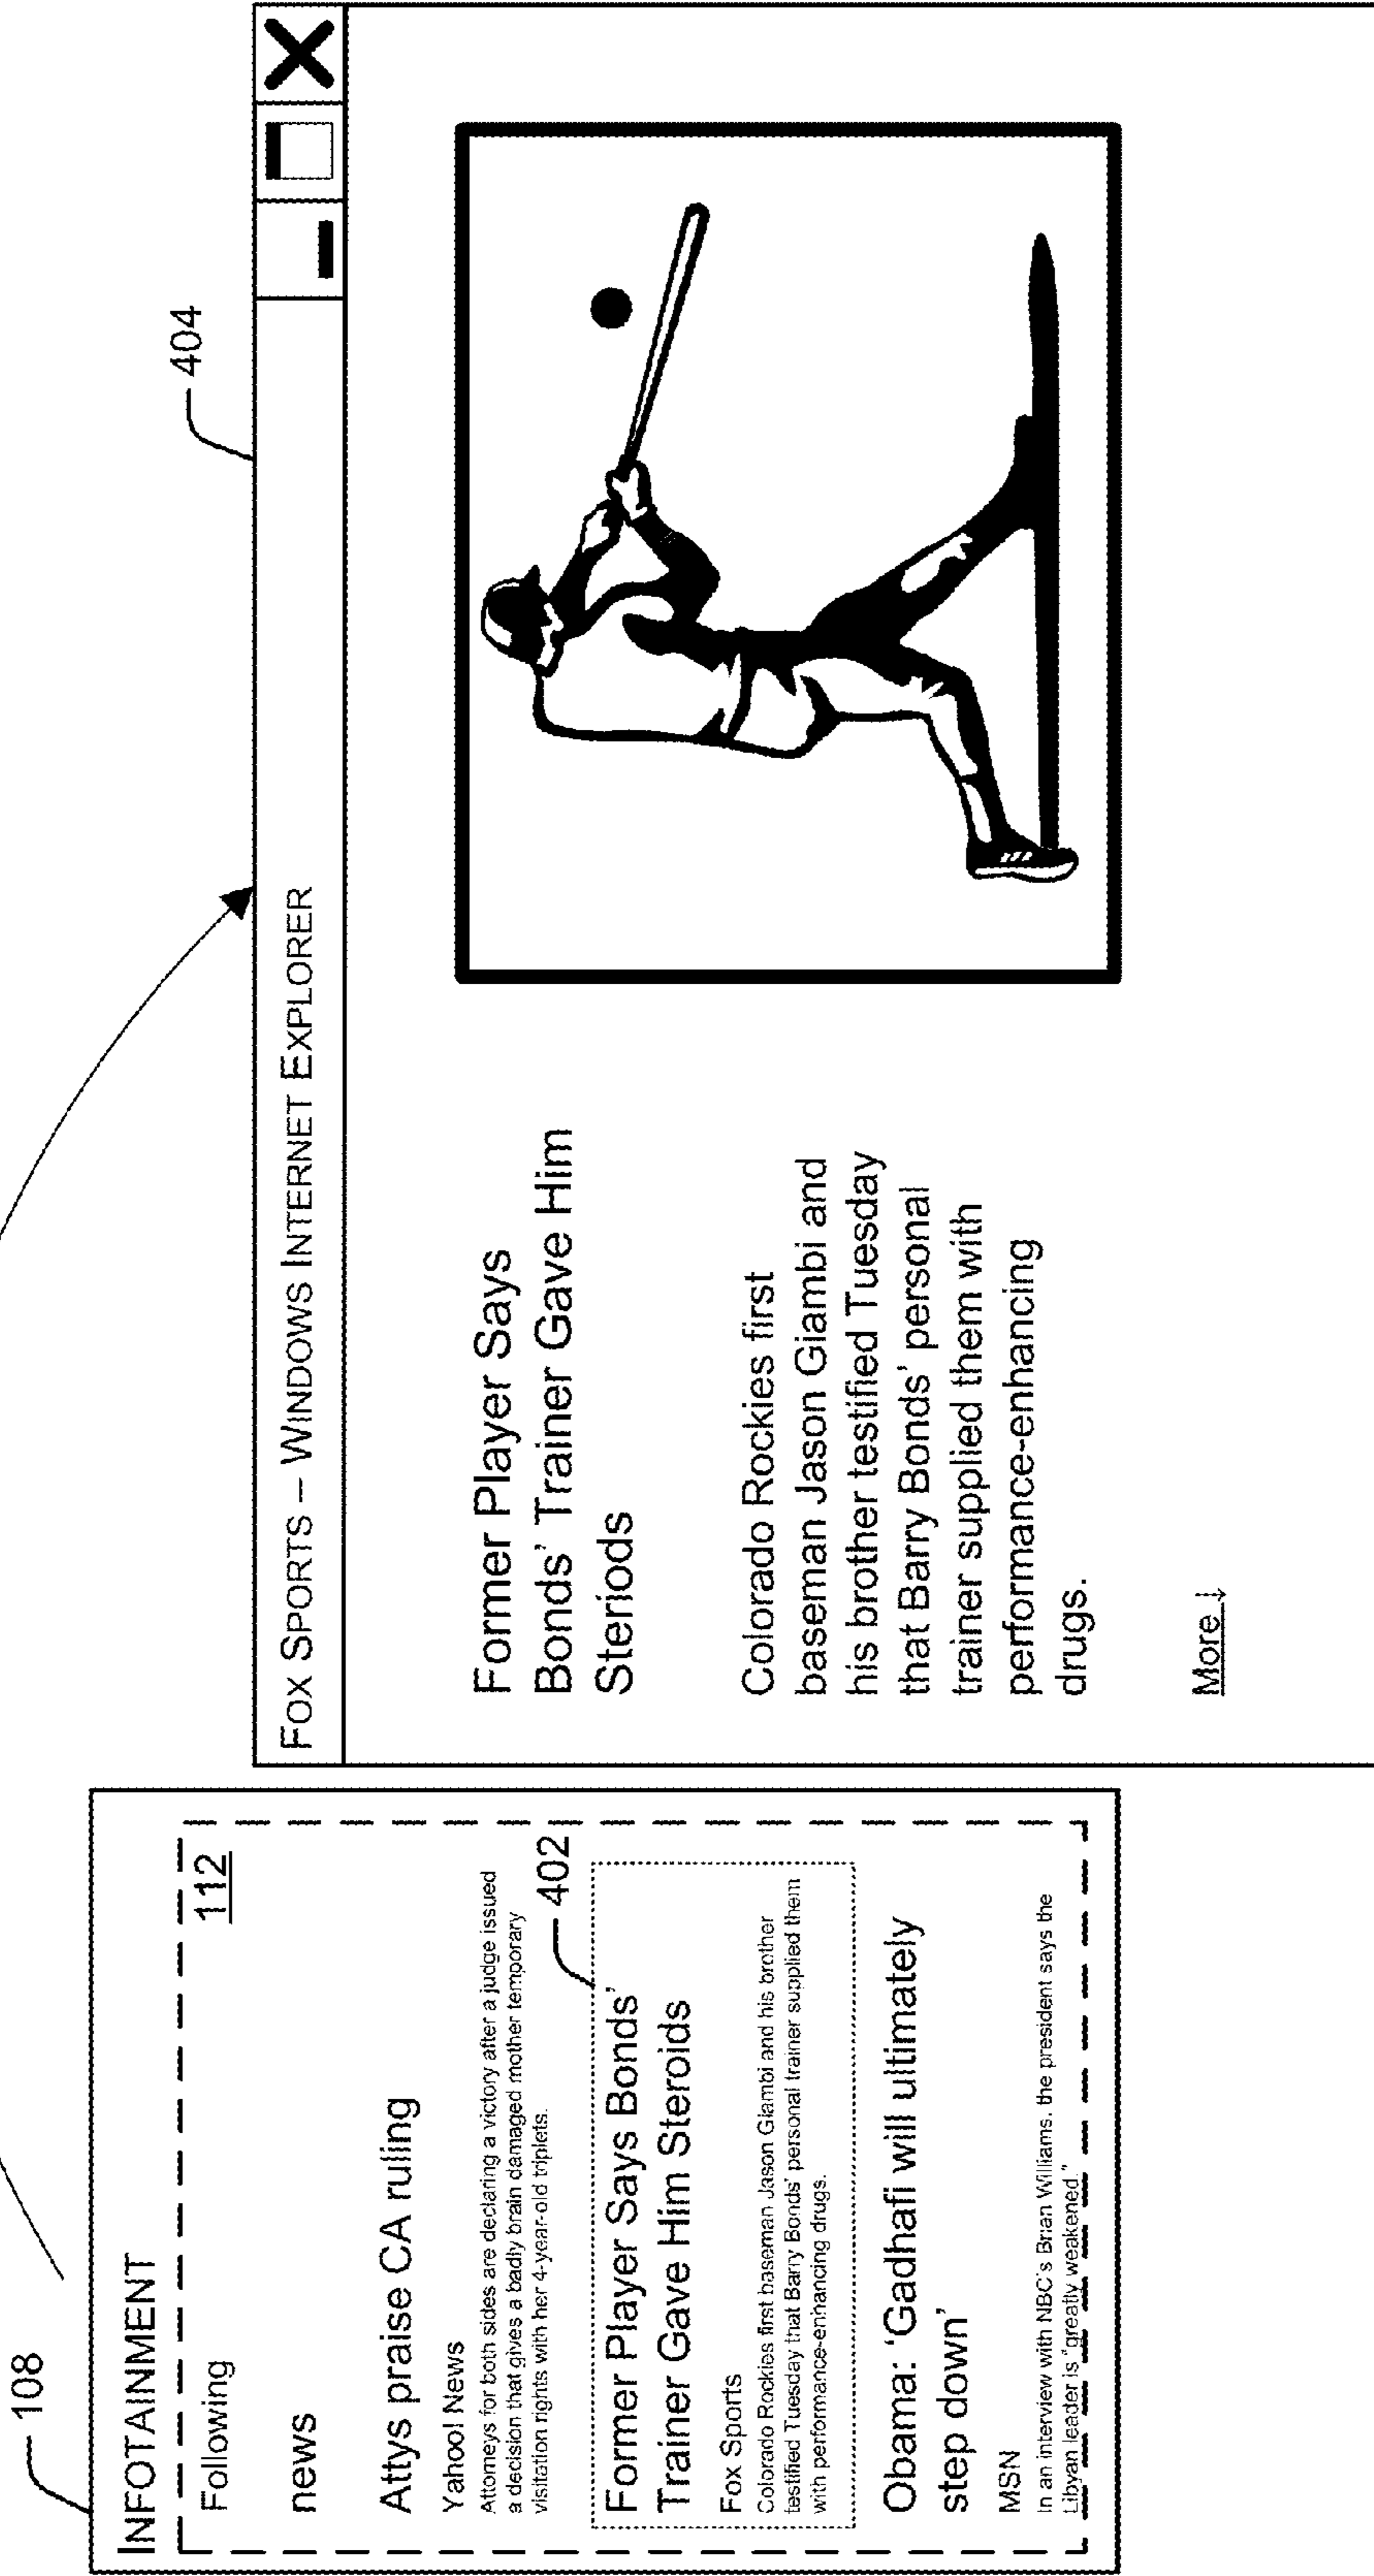 108
INFOTAINMENT
Following
112
news
Attys praise CA ruling
Yahoo! News
Attorneys for both sides are declaring a victory after a judge issued
a decision that gives a badly brain damaged mother temporary
visitation rights with her 4-year-old triplets.
402
Former Player Says Bonds'
Trainer Gave Him Steroids
Fox Sports
Colorado Rockies first baseman Jason Giambi and his brother
testified Tuesday that Barry Bonds' personal trainer supplied them
with performance-enhancing drugs.
Obama: 'Gadhafi will ultimately
step down'
MSN
In an interview with NBC's Brian Williams, the president says the
Libyan leader is "greatly weakened."
404
FOX SPORTS – WINDOWS INTERNET EXPLORER
Former Player Says
Bonds' Trainer Gave Him
Steriods
Colorado Rockies first
baseman Jason Giambi and
his brother testified Tuesday
that Barry Bonds' personal
trainer supplied them with
performance-enhancing
drugs.
More ↓